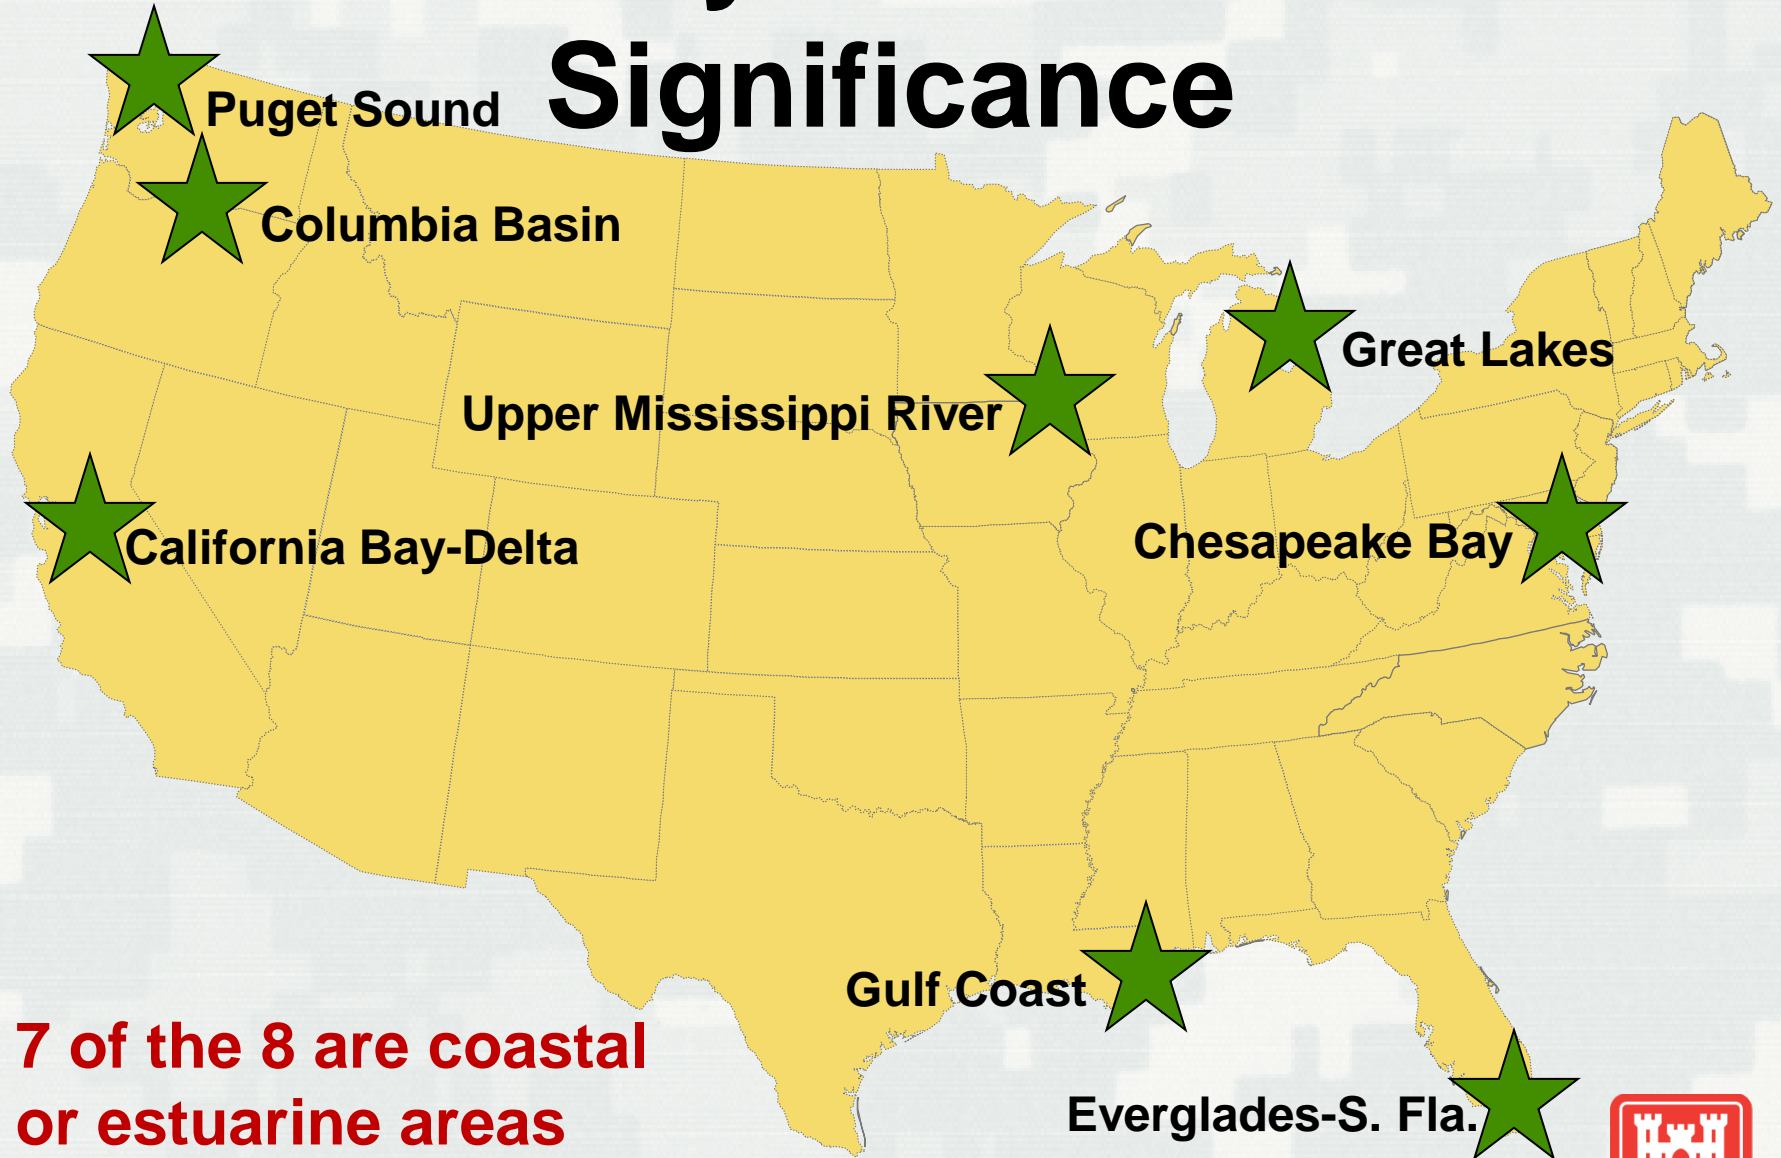 Significance
Puget Sound
Columbia Basin
Great Lakes
Upper Mississippi River
California Bay-Delta
Chesapeake Bay
Gulf Coast
7 of the 8 are coastal
or estuarine areas
Everglades-S. Fla.